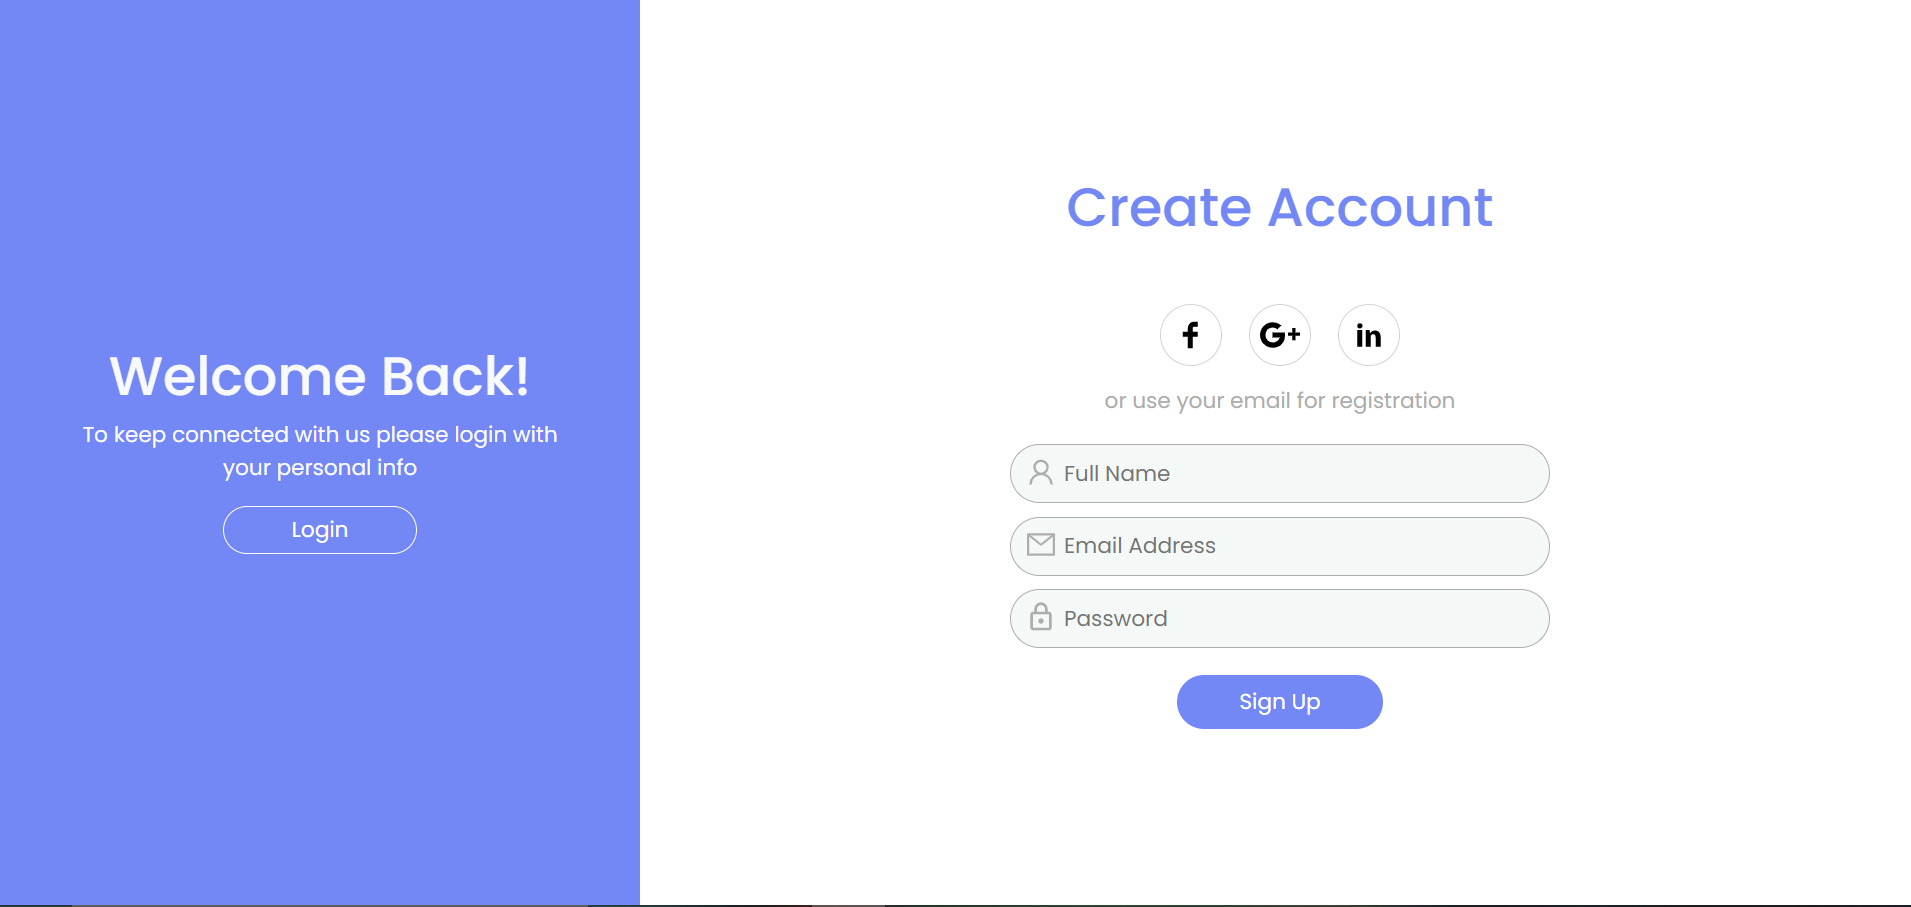 Welcome Back!
To keep connected with us please login with
your personal info
Login
Create Account
f
G+
in
or use your email for registration
Full Name
Email Address
Password
Sign Up